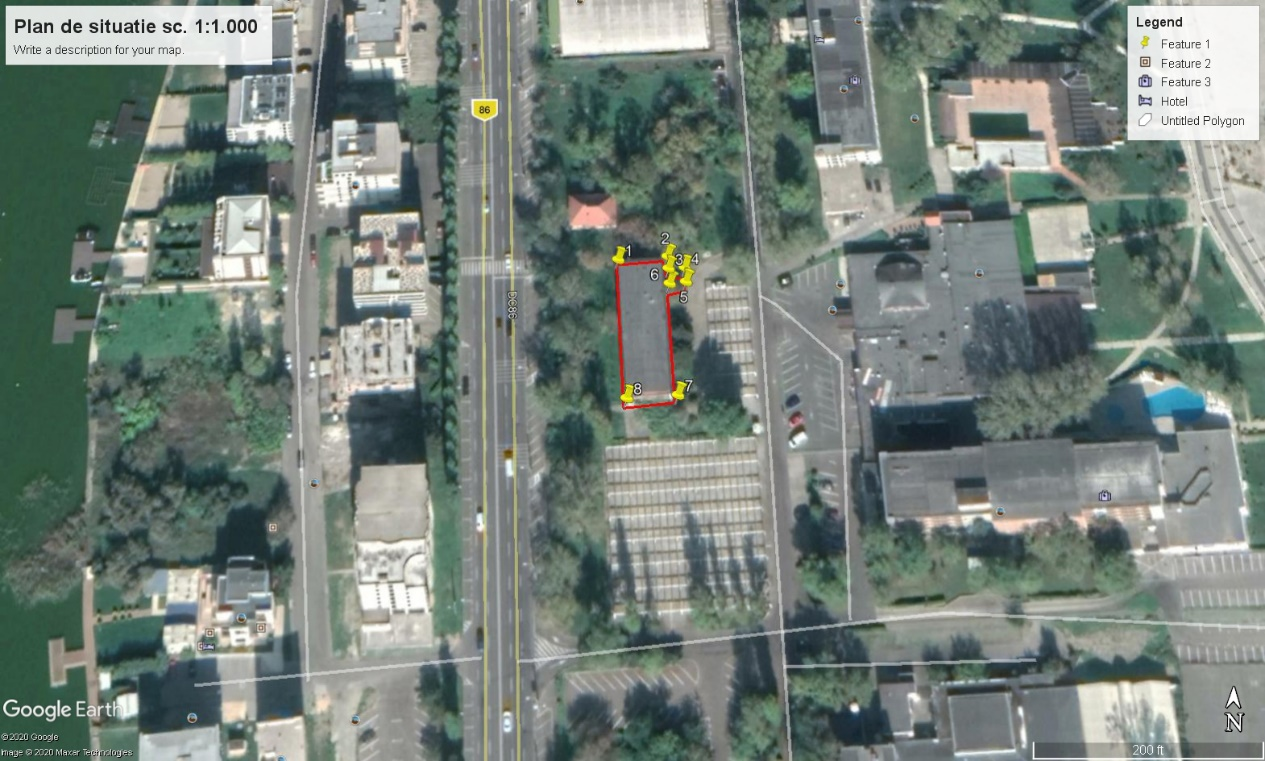 Plan de situatie sc. 1:1.000
Write a description for your map.
Legend
Feature 1
Feature 2
Feature 3
Hotel
Untitled Polygon
86
DC86
1
2
3
4
6
5
7
8
Google Earth
©2020 Google
Image © 2020 Maxar Technologies
N
200 ft